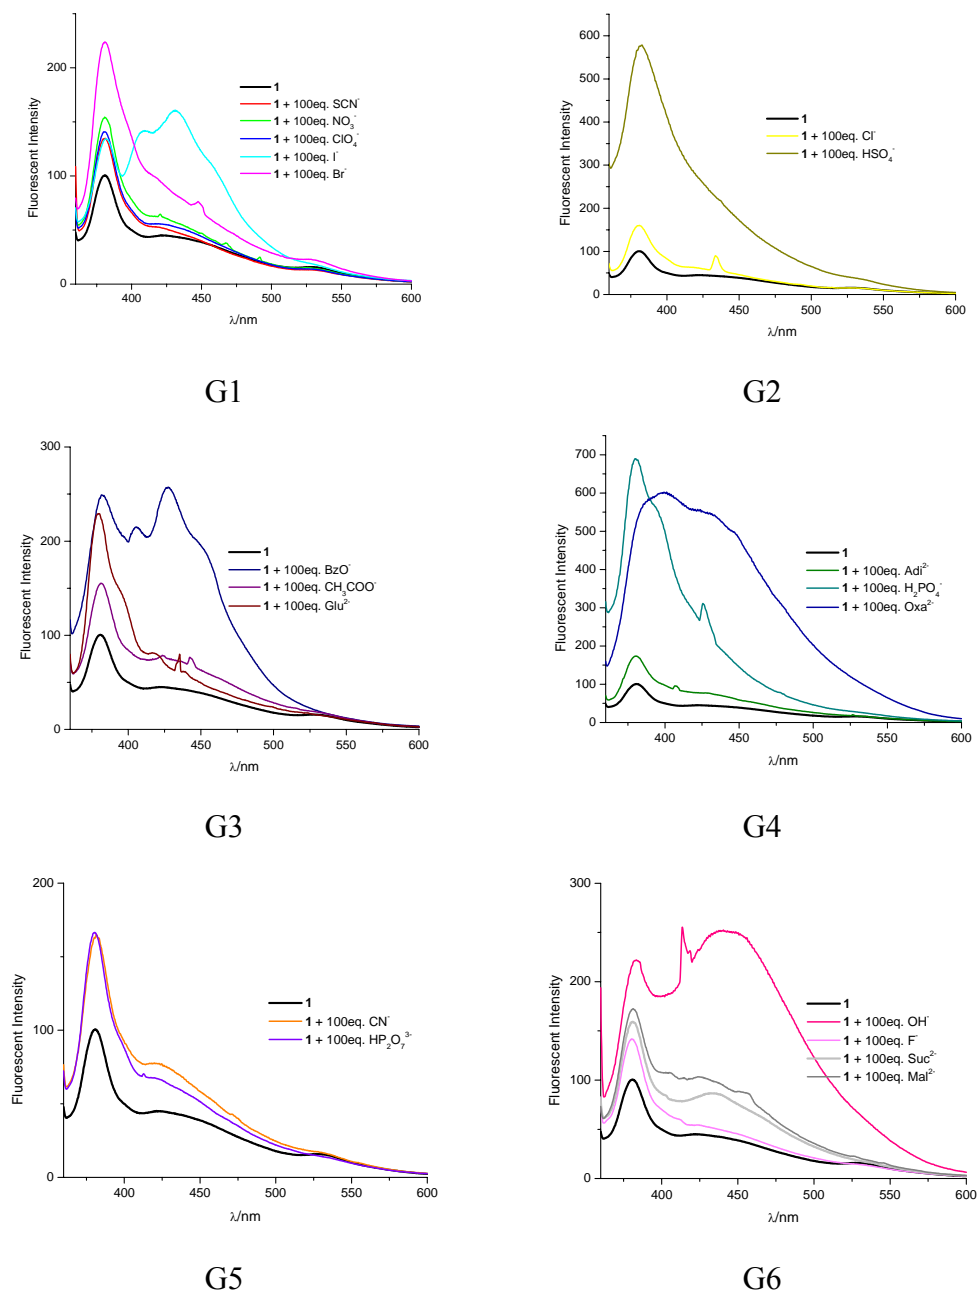 200
100
0
Fluorescent Intensity
1
1 + 100eq. SCN⁻
1 + 100eq. NO₃⁻
1 + 100eq. ClO₄⁻
1 + 100eq. I⁻
1 + 100eq. Br⁻
400 450 500 550 600
λ/nm
G1
600
500
400
300
200
100
0
Fluorescent Intensity
1
1 + 100eq. Cl⁻
1 +100eq. HSO₄⁻
400 450 500 550 600
λ/nm
G2
300
200
100
0
Fluorescent Intensity
1
1 + 100eq. BzO⁻
1 + 100eq. CH₃COO⁻
1 + 100eq. Glu²⁻
400 450 500 550 600
λ/nm
G3
700
600
500
400
300
200
100
0
Fluorescent Intensity
1
1 + 100eq. Adi²⁻
1 + 100eq. H₂PO₄⁻
1 + 100eq. Oxa²⁻
400 450 500 550 600
λ/nm
G4
200
100
0
Fluorescent Intensity
1
1 + 100eq. CN⁻
1 + 100eq. HP₂O₇³⁻
400 450 500 550 600
λ/nm
G5
300
200
100
0
Fluorescent Intensity
1
1 + 100eq. OH⁻
1 + 100eq. F⁻
1 + 100eq. Suc²⁻
1 + 100eq. Mal²⁻
400 450 500 550 600
λ/nm
G6